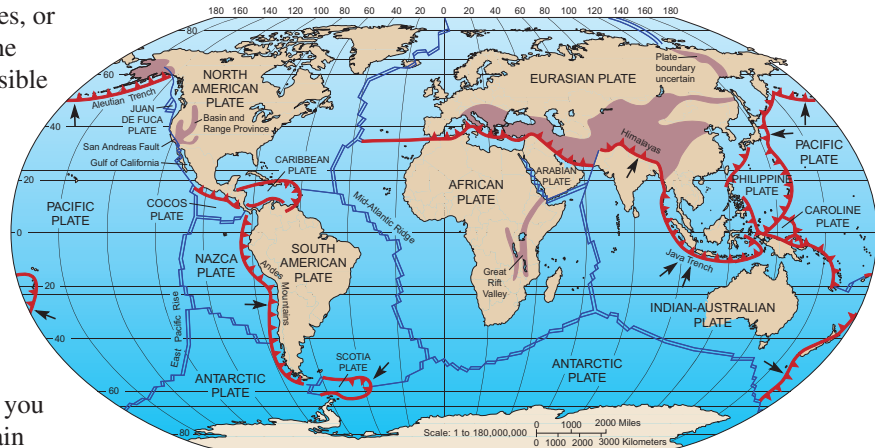 es, or
ne
sible
you
ain
180 160 140 120 100 80 60 40 20 0 20 40 60 80 100 120 140 160 180
80
60
40
20
0
20
40
60
80
Aleutian Trench
NORTH
AMERICAN
PLATE
JUAN
DE FUCA
PLATE
Basin and
Range Province
San Andreas Fault
Gulf of California
CARIBBEAN
PLATE
COCOS
PLATE
PACIFIC
PLATE
NAZCA
PLATE
SOUTH
AMERICAN
PLATE
Andes
Mountains
East Pacific Rise
ANTARCTIC
PLATE
SCOTIA
PLATE
Mid-Atlantic Ridge
EURASIAN PLATE
Plate
boundary
uncertain
Himalayas
ARABIAN
PLATE
AFRICAN
PLATE
Great
Rift
Valley
PHILIPPINE
PLATE
PACIFIC
PLATE
CAROLINE
PLATE
Java Trench
INDIAN-AUSTRALIAN
PLATE
ANTARCTIC
PLATE
Scale: 1 to 180,000,000
0 1000 2000 Miles
0 1000 2000 3000 Kilometers